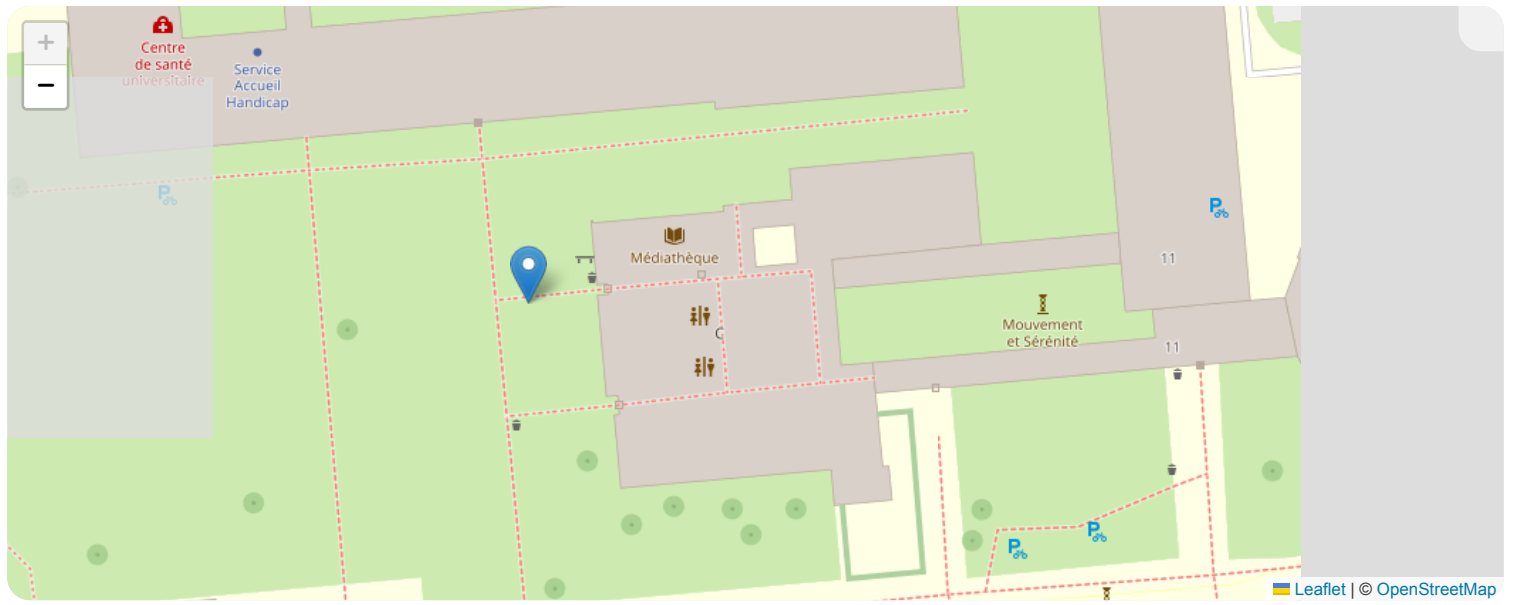 +
−
Centre
de santé
universitaire
Service
Accueil
Handicap
P
P
Médiathèque
11
Mouvement
et Sérénité
11
P
P
Leaflet | © OpenStreetMap